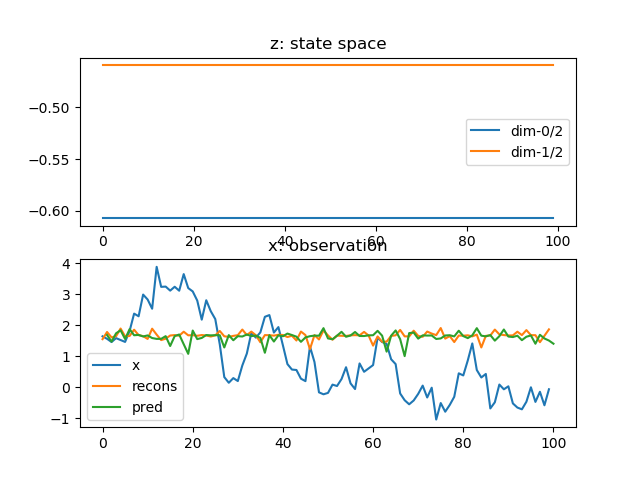 z: state space
−0.50
−0.55
−0.60
dim-0/2
dim-1/2
0 20 40 60 80 100
x: observation
4
3
2
1
0
−1
x
recons
pred
0 20 40 60 80 100